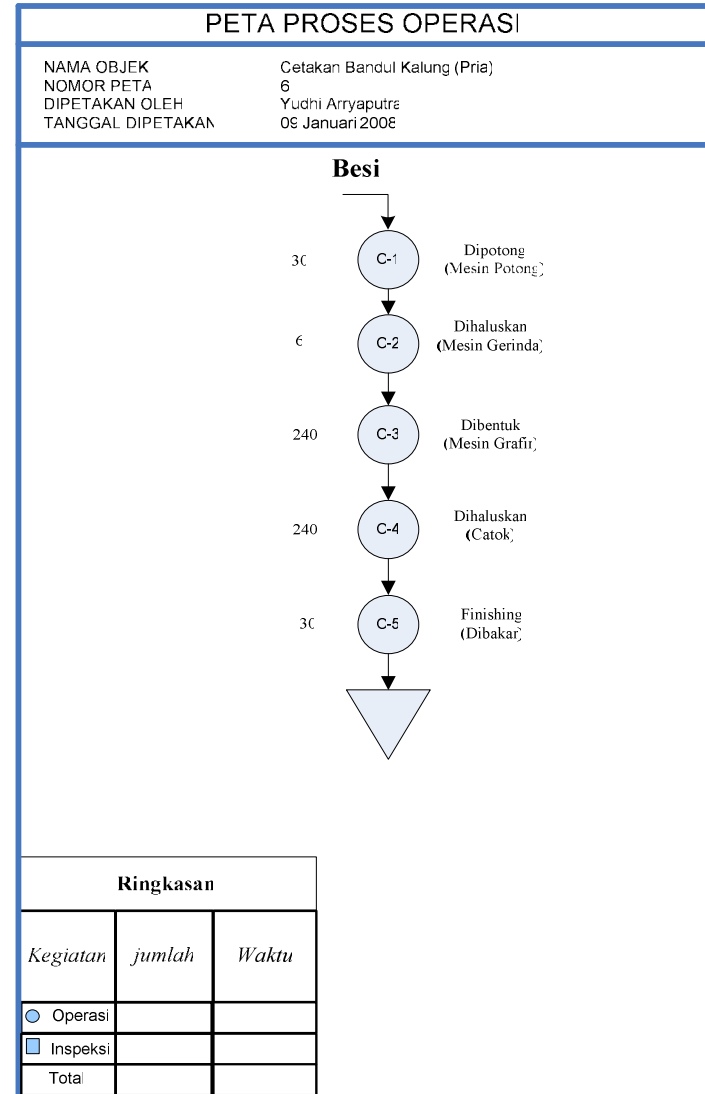 PETA PROSES OPERASI
NAMA OBJEK Cetakan Bandul Kalung (Pria)
NOMOR PETA 6
DIPETAKAN OLEH Yudhi Arryaputra
TANGGAL DIPETAKAN 09 Januari 2008
Besi
30 C-1 Dipotong
(Mesin Potong)
6 C-2 Dihaluskan
(Mesin Gerinda)
240 C-3 Dibentuk
(Mesin Grafir)
240 C-4 Dihaluskan
(Catok)
30 C-5 Finishing
(Dibakar)
Ringkasan
Kegiatan jumlah Waktu
Operasi
Inspeksi
Total